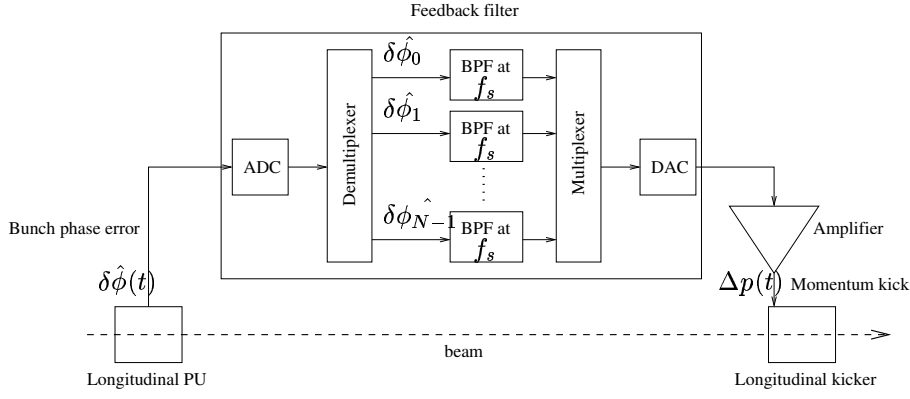 Feedback filter
δϕ̂₀
BPF at
f_s
δϕ̂₁
BPF at
f_s
ADC
Demultiplexer
Multiplexer
DAC
δϕ̂_{N−1}
BPF at
f_s
Bunch phase error
Amplifier
δϕ̂(t)
Δp(t)
Momentum kick
beam
Longitudinal PU
Longitudinal kicker